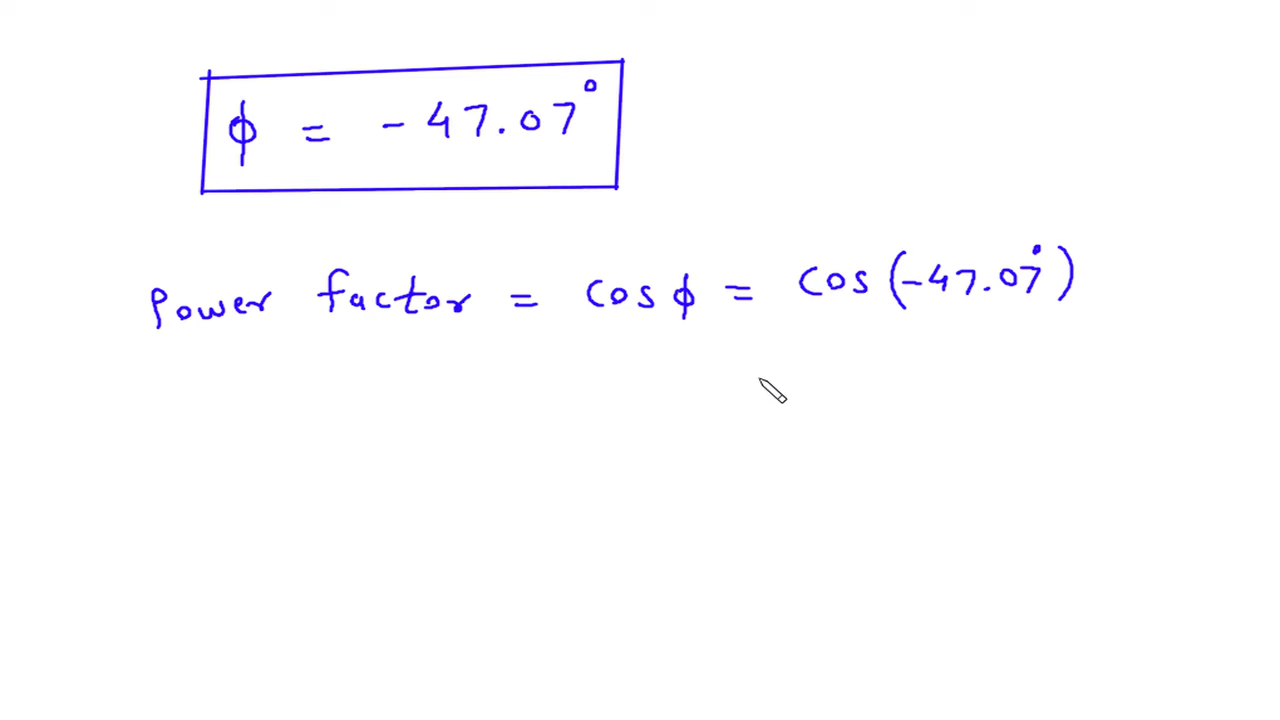 ϕ = - 47.07°
Power factor = cos ϕ = cos (-47.07°)